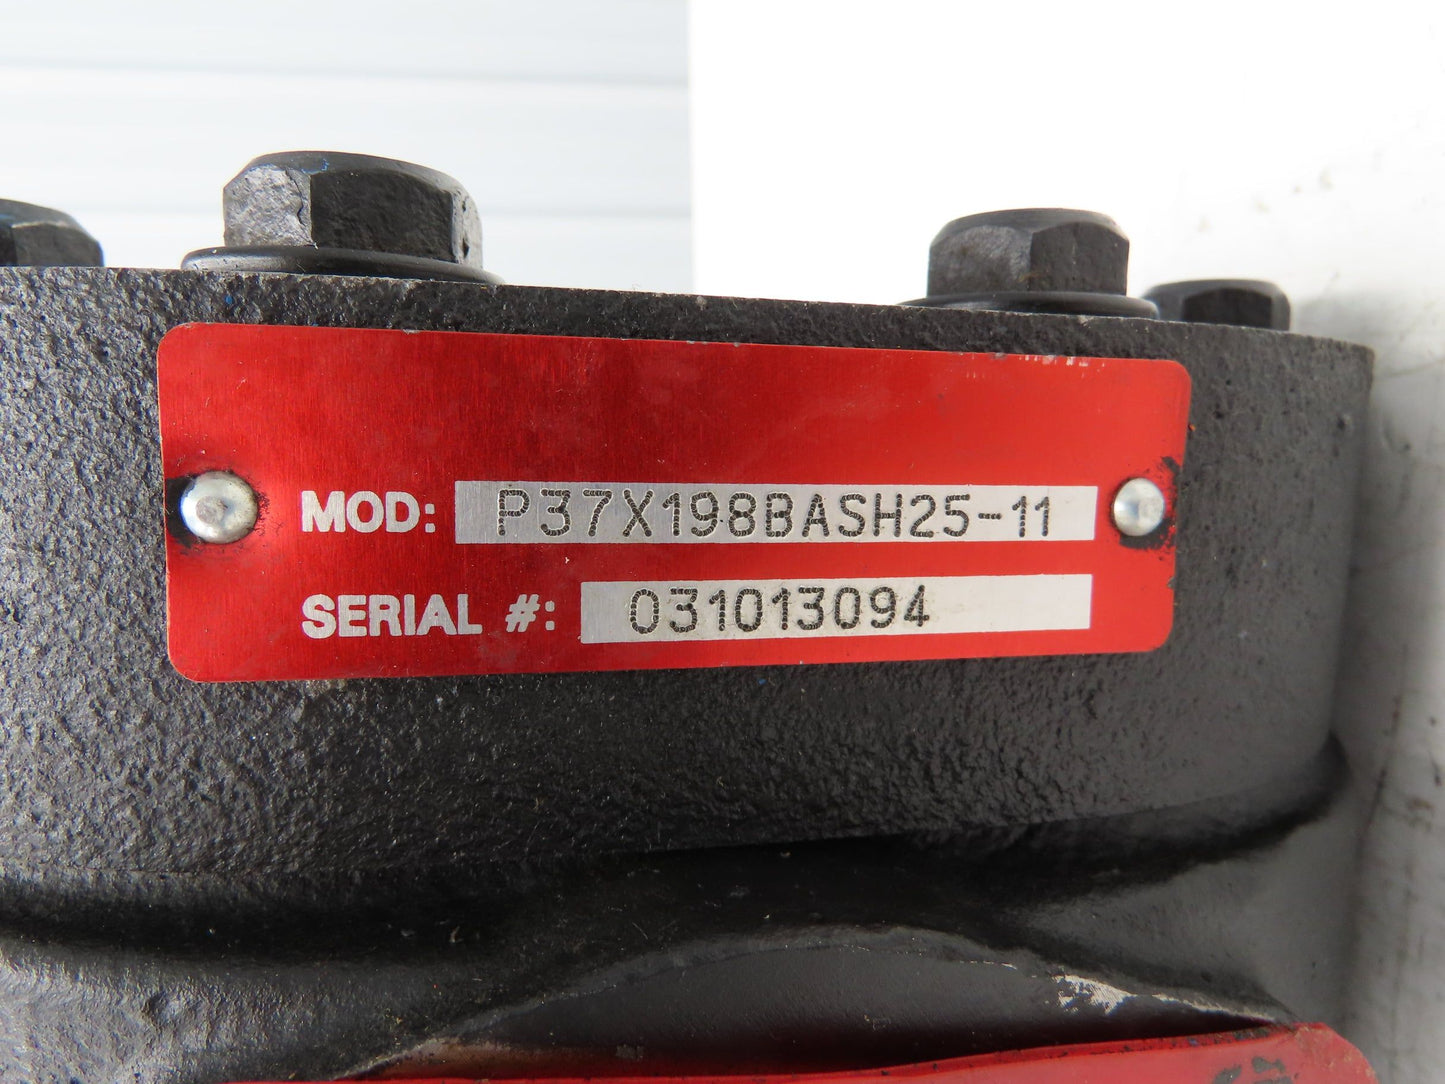 MOD: P37X198BASH25-11
SERIAL #: 031013094